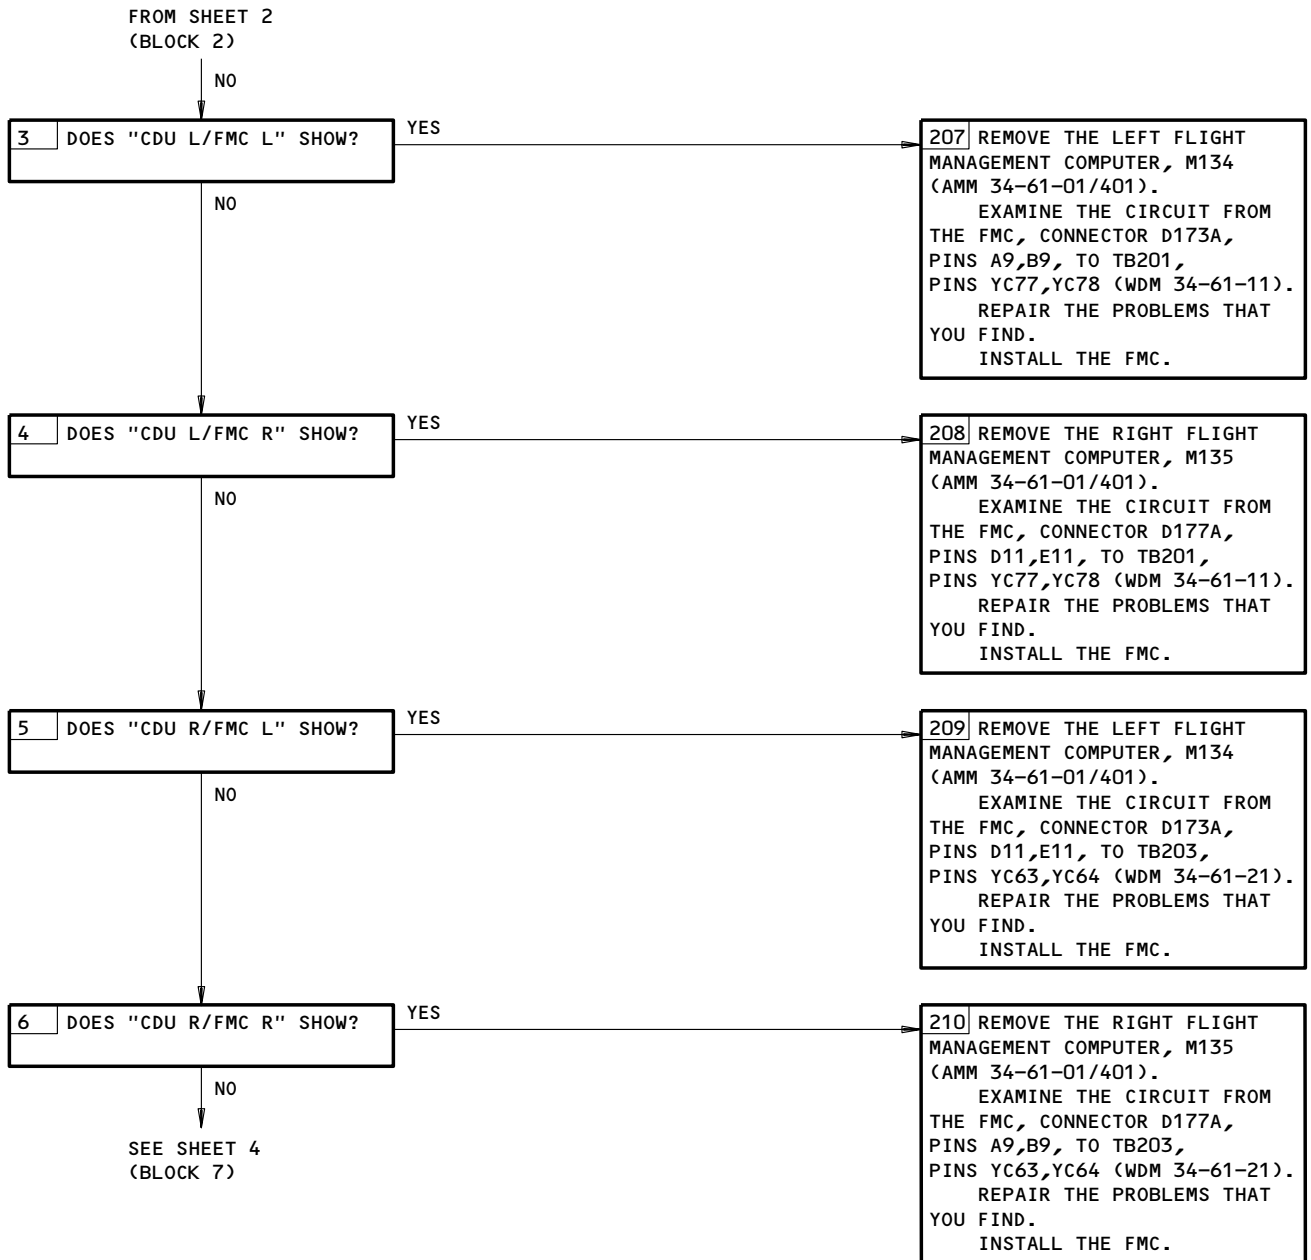 FROM SHEET 2
(BLOCK 2)
NO
3 DOES "CDU L/FMC L" SHOW?
YES
NO
207 REMOVE THE LEFT FLIGHT
MANAGEMENT COMPUTER, M134
(AMM 34-61-01/401).
EXAMINE THE CIRCUIT FROM
THE FMC, CONNECTOR D173A,
PINS A9,B9, TO TB201,
PINS YC77,YC78 (WDM 34-61-11).
REPAIR THE PROBLEMS THAT
YOU FIND.
INSTALL THE FMC.
4 DOES "CDU L/FMC R" SHOW?
YES
NO
208 REMOVE THE RIGHT FLIGHT
MANAGEMENT COMPUTER, M135
(AMM 34-61-01/401).
EXAMINE THE CIRCUIT FROM
THE FMC, CONNECTOR D177A,
PINS D11,E11, TO TB201,
PINS YC77,YC78 (WDM 34-61-11).
REPAIR THE PROBLEMS THAT
YOU FIND.
INSTALL THE FMC.
5 DOES "CDU R/FMC L" SHOW?
YES
NO
209 REMOVE THE LEFT FLIGHT
MANAGEMENT COMPUTER, M134
(AMM 34-61-01/401).
EXAMINE THE CIRCUIT FROM
THE FMC, CONNECTOR D173A,
PINS D11,E11, TO TB203,
PINS YC63,YC64 (WDM 34-61-21).
REPAIR THE PROBLEMS THAT
YOU FIND.
INSTALL THE FMC.
6 DOES "CDU R/FMC R" SHOW?
YES
NO
SEE SHEET 4
(BLOCK 7)
210 REMOVE THE RIGHT FLIGHT
MANAGEMENT COMPUTER, M135
(AMM 34-61-01/401).
EXAMINE THE CIRCUIT FROM
THE FMC, CONNECTOR D177A,
PINS A9,B9, TO TB203,
PINS YC63,YC64 (WDM 34-61-21).
REPAIR THE PROBLEMS THAT
YOU FIND.
INSTALL THE FMC.